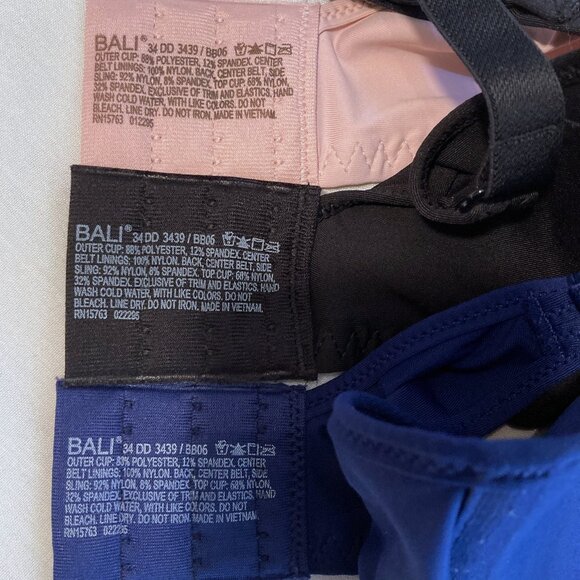 BALI® 34 DD 3439 / BB06
OUTER CUP: 88% POLYESTER, 12% SPANDEX. CENTER
BELT LININGS: 100% NYLON. BACK, CENTER BELT, SIDE
SLING: 92% NYLON, 8% SPANDEX. TOP CUP: 68% NYLON,
32% SPANDEX. EXCLUSIVE OF TRIM AND ELASTICS. HAND
WASH COLD WATER, WITH LIKE COLORS. DO NOT
BLEACH. LINE DRY. DO NOT IRON. MADE IN VIETNAM.
RN15763 012295
BALI® 34 DD 3439 / BB06
OUTER CUP: 88% POLYESTER, 12% SPANDEX. CENTER
BELT LININGS: 100% NYLON. BACK, CENTER BELT, SIDE
SLING: 92% NYLON, 8% SPANDEX. TOP CUP: 68% NYLON,
32% SPANDEX. EXCLUSIVE OF TRIM AND ELASTICS. HAND
WASH COLD WATER, WITH LIKE COLORS. DO NOT
BLEACH. LINE DRY. DO NOT IRON. MADE IN VIETNAM.
RN15763 022295
BALI® 34 DD 3439 / BB06
OUTER CUP: 88% POLYESTER, 12% SPANDEX. CENTER
BELT LININGS: 100% NYLON. BACK, CENTER BELT, SIDE
SLING: 92% NYLON, 8% SPANDEX. TOP CUP: 68% NYLON,
32% SPANDEX. EXCLUSIVE OF TRIM AND ELASTICS. HAND
WASH COLD WATER, WITH LIKE COLORS. DO NOT
BLEACH. LINE DRY. DO NOT IRON. MADE IN VIETNAM.
RN15763 022295